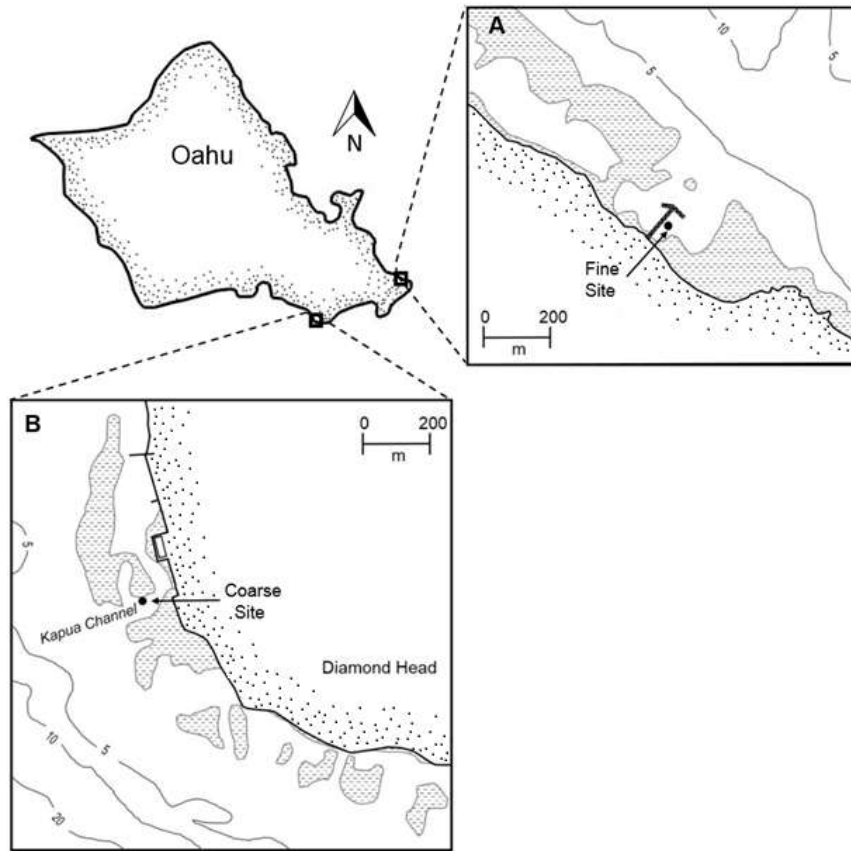 Oahu
N
A
10
5
5
Fine
Site
0 200
m
B
0 200
m
5
Coarse
Site
Kapua Channel
Diamond Head
5
10
20